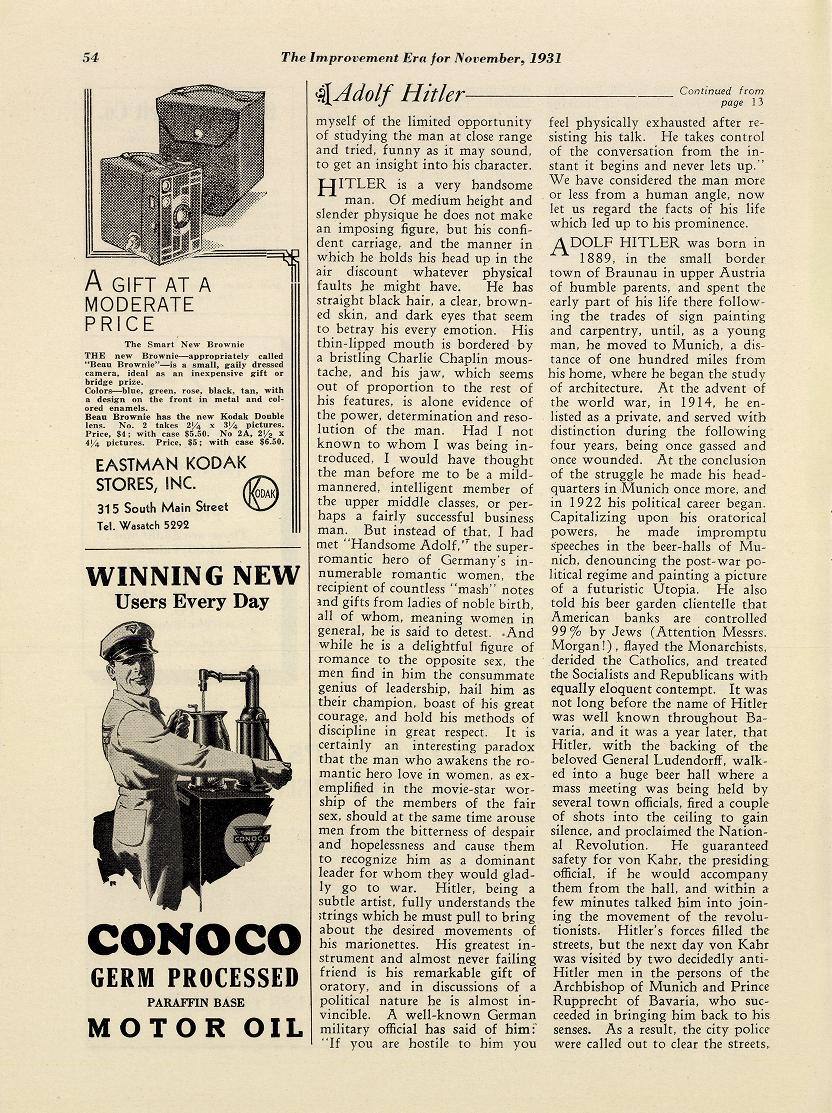 54
The Improvement Era for November, 1931
A GIFT AT A
MODERATE
PRICE
The Smart New Brownie
THE new Brownie—appropriately called
"Beau Brownie"—is a small, gaily dressed
camera, ideal as an inexpensive gift or
bridge prize.
Colors—blue, green, rose, black, tan, with
a design on the front in metal and col-
ored enamels.
Beau Brownie has the new Kodak Double
lens. No. 2 takes 2¼ x 3¼ pictures.
Price, $4; with case $5.50. No 2A, 2½ x
4¼ pictures. Price, $5; with case $6.50.
EASTMAN KODAK
STORES, INC.
KODAK
315 South Main Street
Tel. Wasatch 5292
WINNING NEW
Users Every Day
CONOCO
CONOCO
GERM PROCESSED
PARAFFIN BASE
MOTOR OIL
Adolf Hitler
Continued from
page 13
myself of the limited opportunity
of studying the man at close range
and tried, funny as it may sound,
to get an insight into his character.
HITLER is a very handsome
man. Of medium height and
slender physique he does not make
an imposing figure, but his confi-
dent carriage, and the manner in
which he holds his head up in the
air discount whatever physical
faults he might have. He has
straight black hair, a clear, brown-
ed skin, and dark eyes that seem
to betray his every emotion. His
thin-lipped mouth is bordered by
a bristling Charlie Chaplin mous-
tache, and his jaw, which seems
out of proportion to the rest of
his features, is alone evidence of
the power, determination and reso-
lution of the man. Had I not
known to whom I was being in-
troduced, I would have thought
the man before me to be a mild-
mannered, intelligent member of
the upper middle classes, or per-
haps a fairly successful business
man. But instead of that, I had
met "Handsome Adolf," the super-
romantic hero of Germany's in-
numerable romantic women, the
recipient of countless "mash" notes
and gifts from ladies of noble birth,
all of whom, meaning women in
general, he is said to detest. And
while he is a delightful figure of
romance to the opposite sex, the
men find in him the consummate
genius of leadership, hail him as
their champion, boast of his great
courage, and hold his methods of
discipline in great respect. It is
certainly an interesting paradox
that the man who awakens the ro-
mantic hero love in women, as ex-
emplified in the movie-star wor-
ship of the members of the fair
sex, should at the same time arouse
men from the bitterness of despair
and hopelessness and cause them
to recognize him as a dominant
leader for whom they would glad-
ly go to war. Hitler, being a
subtle artist, fully understands the
strings which he must pull to bring
about the desired movements of
his marionettes. His greatest in-
strument and almost never failing
friend is his remarkable gift of
oratory, and in discussions of a
political nature he is almost in-
vincible. A well-known German
military official has said of him:
"If you are hostile to him you
feel physically exhausted after re-
sisting his talk. He takes control
of the conversation from the in-
stant it begins and never lets up."
We have considered the man more
or less from a human angle, now
let us regard the facts of his life
which led up to his prominence.
ADOLF HITLER was born in
1889, in the small border
town of Braunau in upper Austria
of humble parents, and spent the
early part of his life there follow-
ing the trades of sign painting
and carpentry, until, as a young
man, he moved to Munich, a dis-
tance of one hundred miles from
his home, where he began the study
of architecture. At the advent of
the world war, in 1914, he en-
listed as a private, and served with
distinction during the following
four years, being once gassed and
once wounded. At the conclusion
of the struggle he made his head-
quarters in Munich once more, and
in 1922 his political career began.
Capitalizing upon his oratorical
powers, he made impromptu
speeches in the beer-halls of Mu-
nich, denouncing the post-war po-
litical regime and painting a picture
of a futuristic Utopia. He also
told his beer garden clientelle that
American banks are controlled
99% by Jews (Attention Messrs.
Morgan!), flayed the Monarchists,
derided the Catholics, and treated
the Socialists and Republicans with
equally eloquent contempt. It was
not long before the name of Hitler
was well known throughout Ba-
varia, and it was a year later, that
Hitler, with the backing of the
beloved General Ludendorff, walk-
ed into a huge beer hall where a
mass meeting was being held by
several town officials, fired a couple
of shots into the ceiling to gain
silence, and proclaimed the Nation-
al Revolution. He guaranteed
safety for von Kahr, the presiding
official, if he would accompany
them from the hall, and within a
few minutes talked him into join-
ing the movement of the revolu-
tionists. Hitler's forces filled the
streets, but the next day von Kahr
was visited by two decidedly anti-
Hitler men in the persons of the
Archbishop of Munich and Prince
Rupprecht of Bavaria, who suc-
ceeded in bringing him back to his
senses. As a result, the city police
were called out to clear the streets,